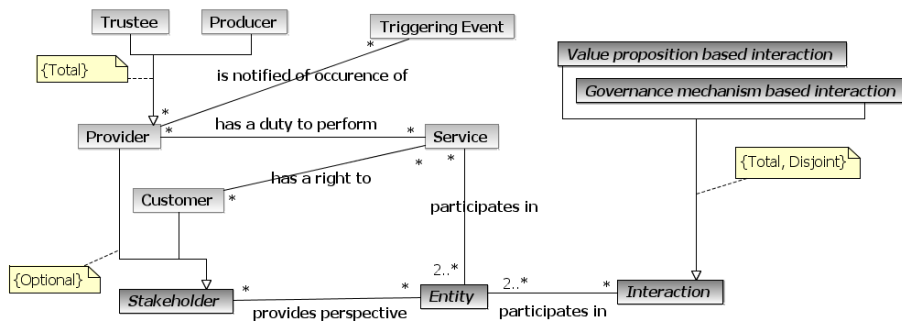 Trustee
Producer
Triggering Event
*
{Total}
is notified of occurence of
Value proposition based interaction
Governance mechanism based interaction
*
Provider
*
has a duty to perform
*
Service
*
*
has a right to
{Total, Disjoint}
Customer
*
participates in
{Optional}
2..*
Stakeholder
*
provides perspective
*
Entity
2..*
participates in
*
Interaction